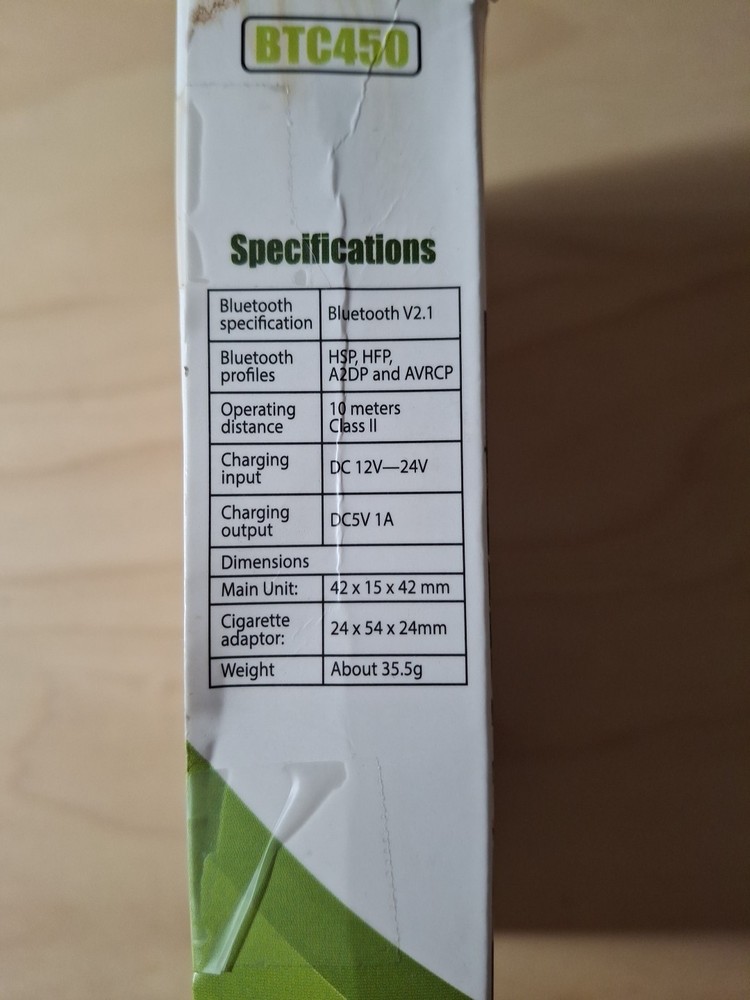 BTC450
Specifications
Bluetooth
specification
Bluetooth V2.1
Bluetooth
profiles
HSP, HFP,
A2DP and AVRCP
Operating
distance
10 meters
Class II
Charging
input
DC 12V—24V
Charging
output
DC5V 1A
Dimensions
Main Unit:
42 x 15 x 42 mm
Cigarette
adaptor:
24 x 54 x 24mm
Weight
About 35.5g